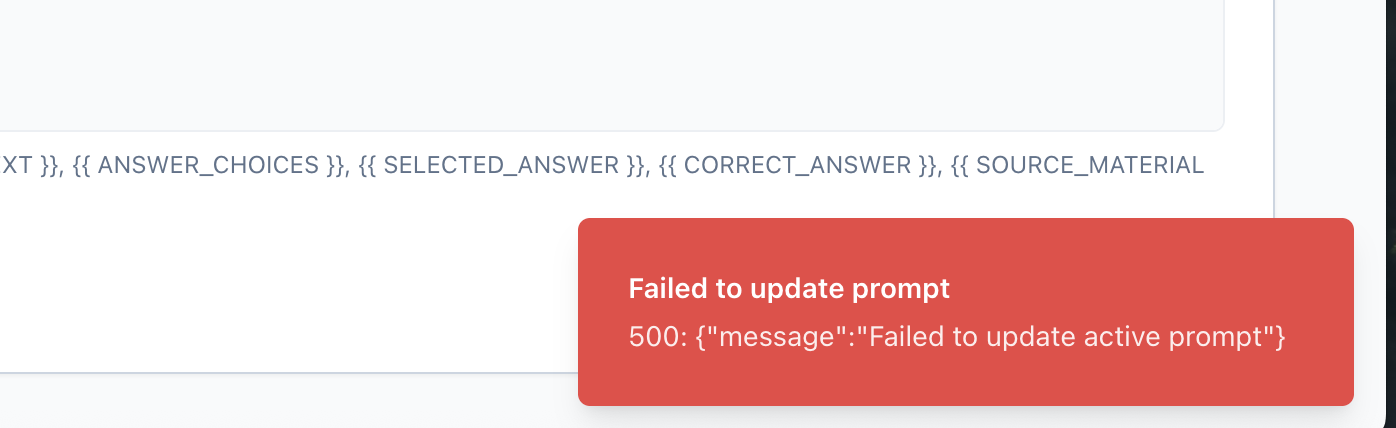 XT }}, {{ ANSWER_CHOICES }}, {{ SELECTED_ANSWER }}, {{ CORRECT_ANSWER }}, {{ SOURCE_MATERIAL
Failed to update prompt
500: {"message":"Failed to update active prompt"}